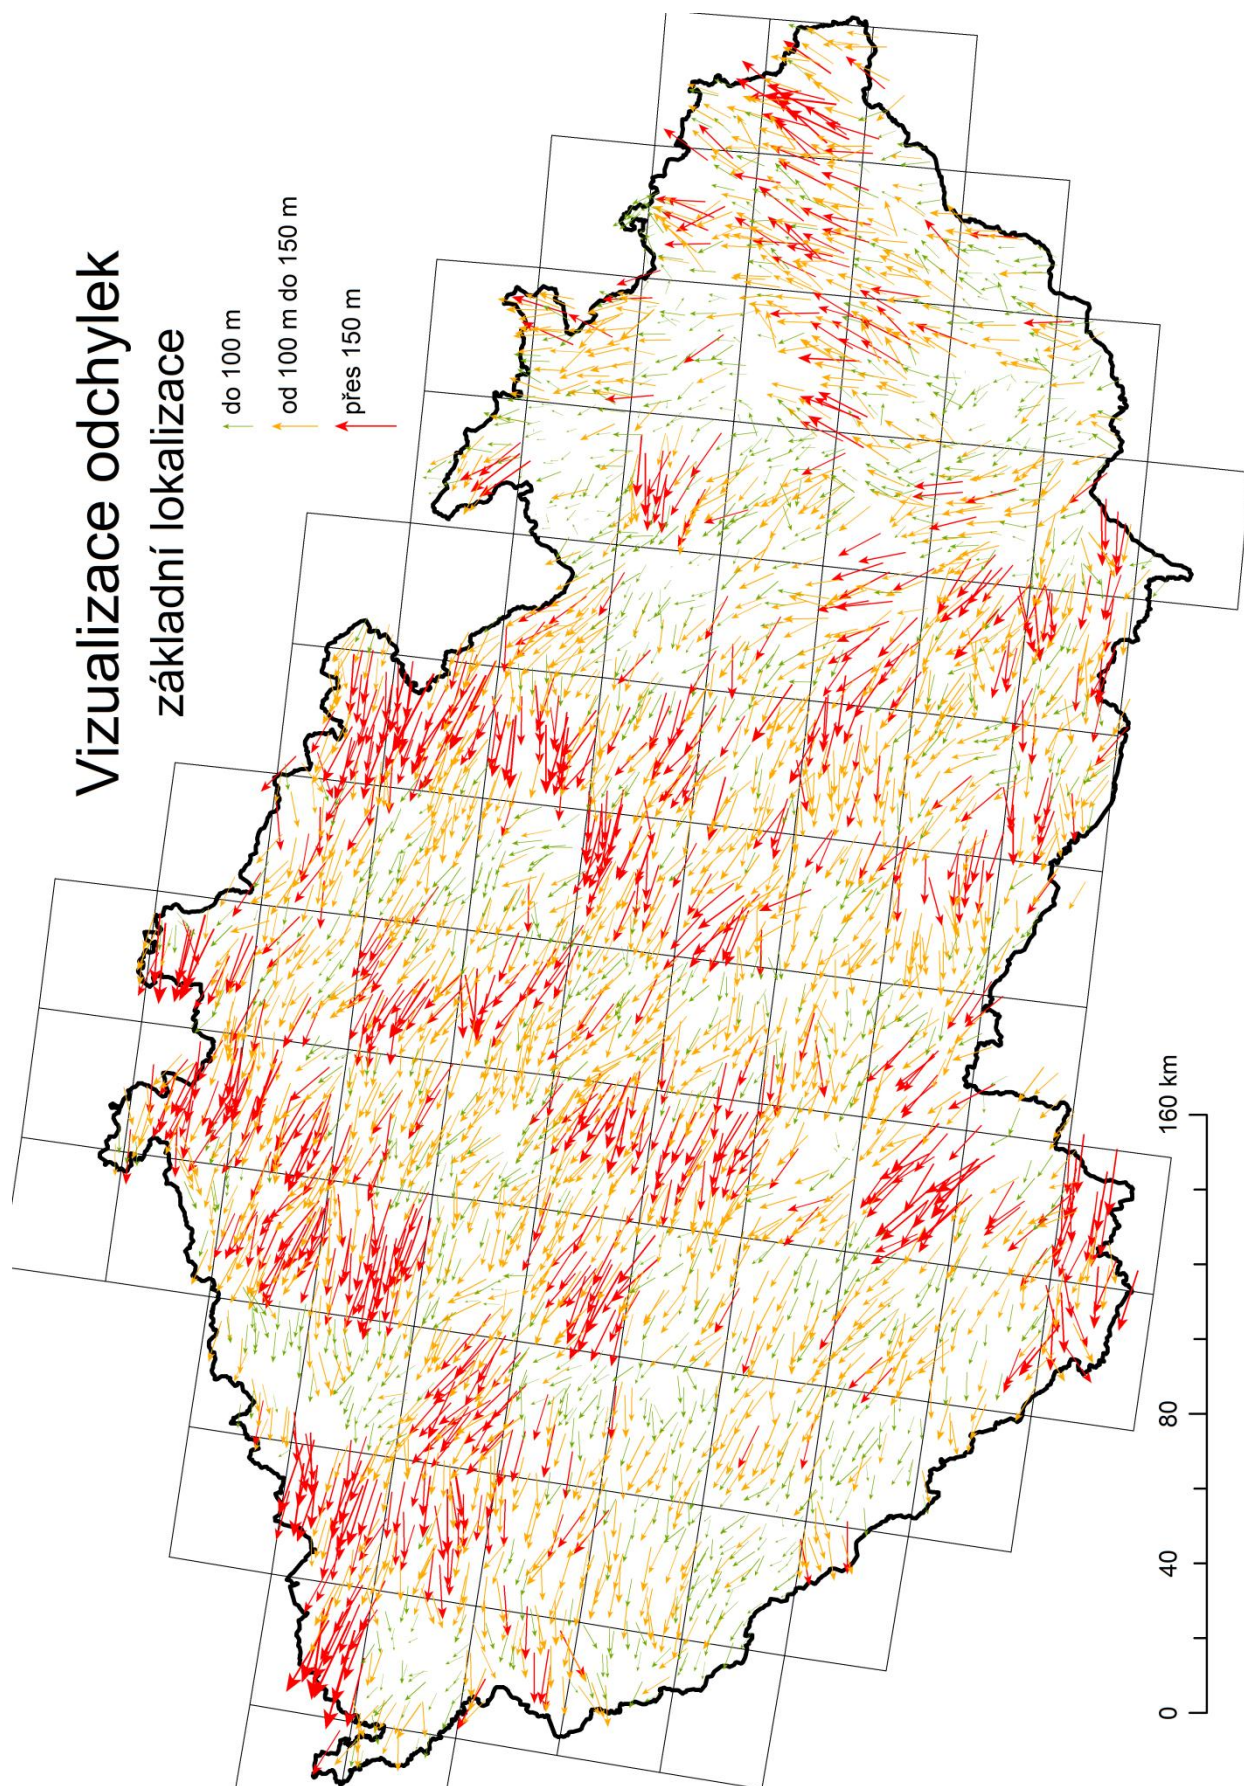 Vizualizace odchylek
základní lokalizace
do 100 m
od 100 m do 150 m
přes 150 m
0
40
80
160 km